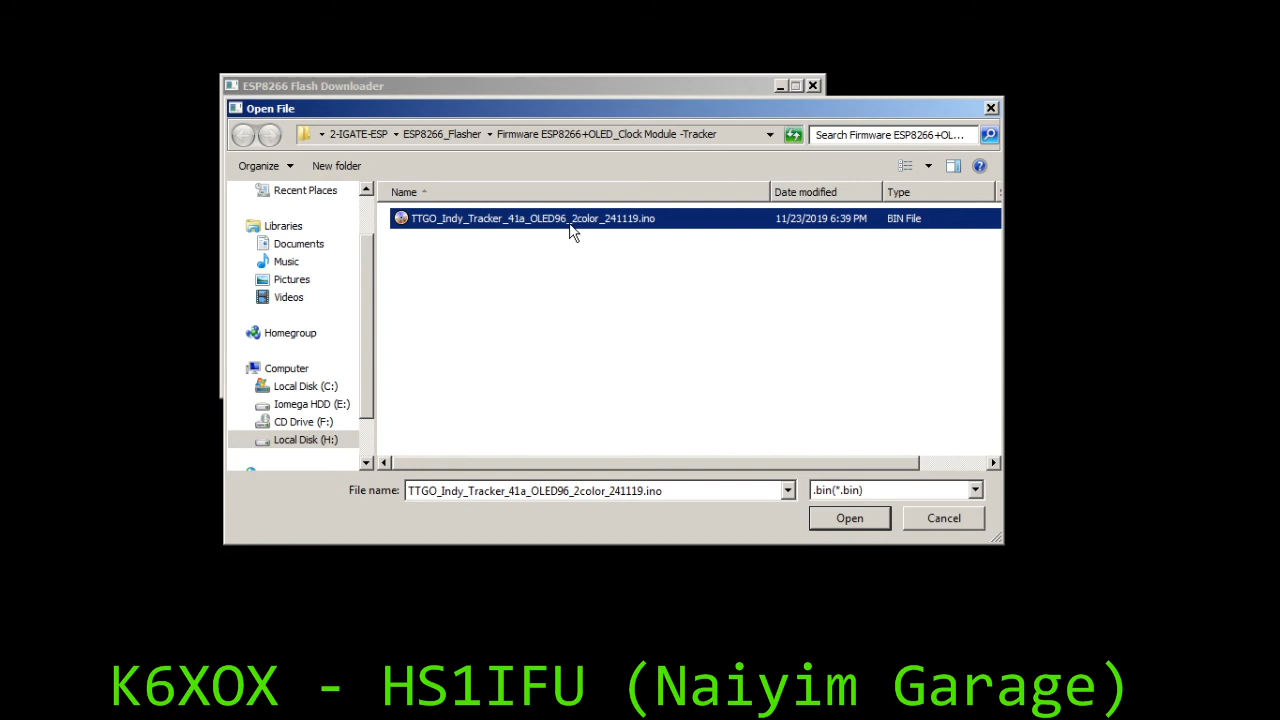 ESP8266 Flash Downloader
Open File
2-IGATE-ESP ESP8266_Flasher Firmware ESP8266+OLED_Clock Module -Tracker
Search Firmware ESP8266+OL...
Organize New folder
Recent Places
Libraries
Documents
Music
Pictures
Videos
Homegroup
Computer
Local Disk (C:)
Iomega HDD (E:)
CD Drive (F:)
Local Disk (H:)
Name Date modified Type
TTGO_Indy_Tracker_41a_OLED96_2color_241119.ino 11/23/2019 6:39 PM BIN File
File name: TTGO_Indy_Tracker_41a_OLED96_2color_241119.ino .bin(*.bin)
Open Cancel
K6XOX - HS1IFU (Naiyim Garage)